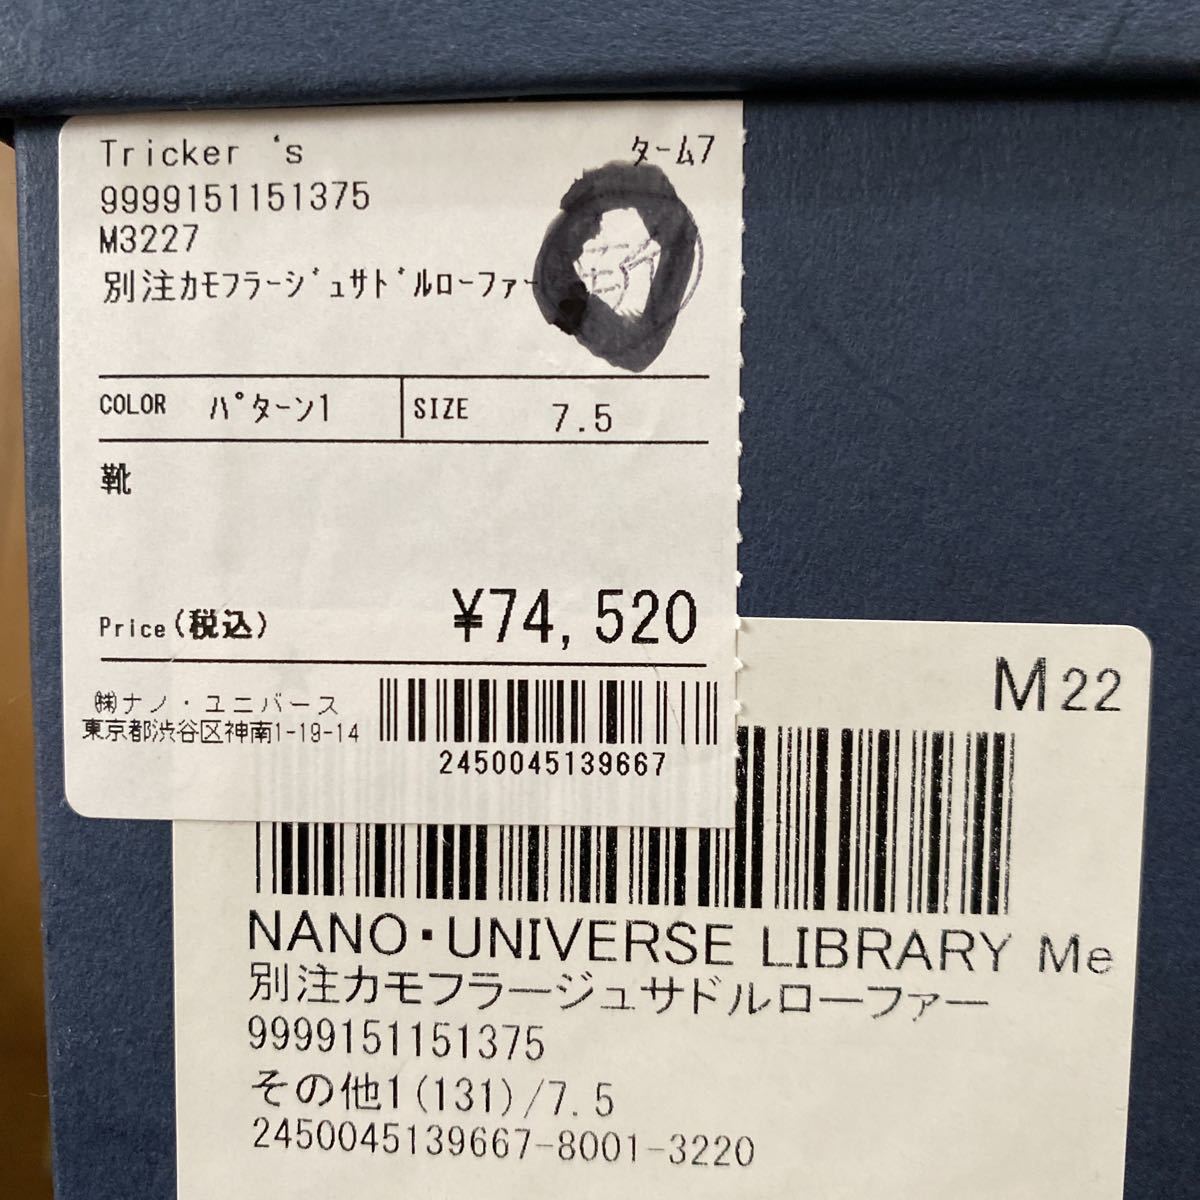 Tricker 's ターム7
9999151151375
M3227
別注カモフラージュサドルローファー
COLOR パターン1 SIZE 7.5
靴
Price(税込) ¥74,520
㈱ナノ・ユニバース
東京都渋谷区神南1-19-14
2450045139667
M22
NANO・UNIVERSE LIBRARY Me
別注カモフラージュサドルローファー
9999151151375
その他1(131)/7.5
2450045139667-8001-3220